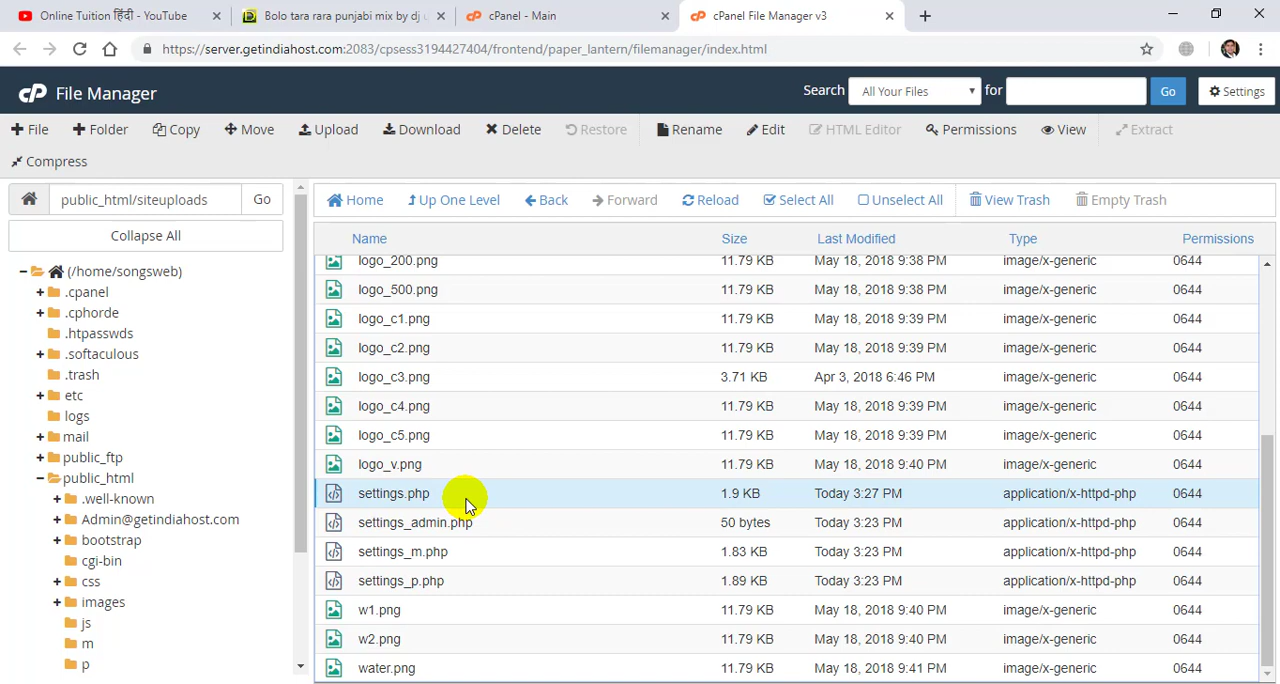 Online Tuition हिंदी - YouTube
Bolo tara rara punjabi mix by dj u
cPanel - Main
cPanel File Manager v3
https://server.getindiahost.com:2083/cpsess3194427404/frontend/paper_lantern/filemanager/index.html
cP File Manager
Search All Your Files for Go Settings
File Folder Copy Move Upload Download Delete Restore Rename Edit HTML Editor Permissions View Extract
Compress
public_html/siteuploads Go
Home Up One Level Back Forward Reload Select All Unselect All View Trash Empty Trash
Collapse All
(/home/songsweb)
.cpanel
.cphorde
.htpasswds
.softaculous
.trash
etc
logs
mail
public_ftp
public_html
.well-known
Admin@getindiahost.com
bootstrap
cgi-bin
css
images
js
m
p
Name Size Last Modified Type Permissions
logo_200.png 11.79 KB May 18, 2018 9:38 PM image/x-generic 0644
logo_500.png 11.79 KB May 18, 2018 9:38 PM image/x-generic 0644
logo_c1.png 11.79 KB May 18, 2018 9:39 PM image/x-generic 0644
logo_c2.png 11.79 KB May 18, 2018 9:39 PM image/x-generic 0644
logo_c3.png 3.71 KB Apr 3, 2018 6:46 PM image/x-generic 0644
logo_c4.png 11.79 KB May 18, 2018 9:39 PM image/x-generic 0644
logo_c5.png 11.79 KB May 18, 2018 9:39 PM image/x-generic 0644
logo_v.png 11.79 KB May 18, 2018 9:40 PM image/x-generic 0644
settings.php 1.9 KB Today 3:27 PM application/x-httpd-php 0644
settings_admin.php 50 bytes Today 3:23 PM application/x-httpd-php 0644
settings_m.php 1.83 KB Today 3:23 PM application/x-httpd-php 0644
settings_p.php 1.89 KB Today 3:23 PM application/x-httpd-php 0644
w1.png 11.79 KB May 18, 2018 9:40 PM image/x-generic 0644
w2.png 11.79 KB May 18, 2018 9:40 PM image/x-generic 0644
water.png 11.79 KB May 18, 2018 9:41 PM image/x-generic 0644